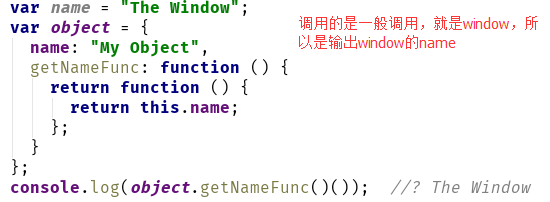 var name = "The Window";
var object = {
name: "My Object",
getNameFunc: function () {
return function () {
return this.name;
};
}
};
console.log(object.getNameFunc()()); //? The Window
调用的是一般调用，就是window，所
以是输出window的name